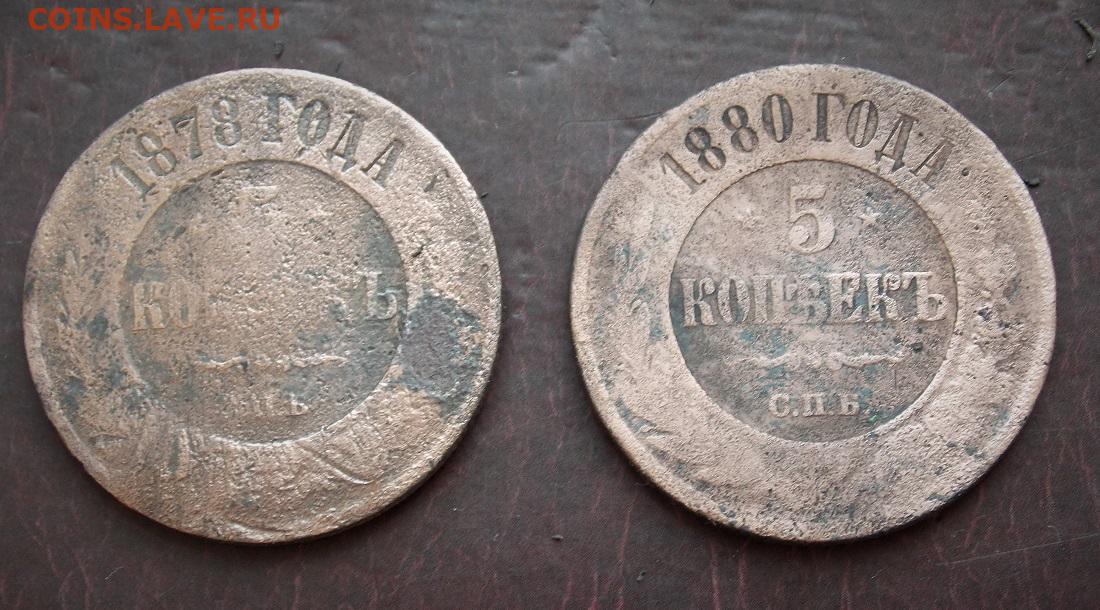 COINS.LAVE.RU
1878 ГОДА
1880 ГОДА
5
КОПѢЕКЪ
С.П.Б.